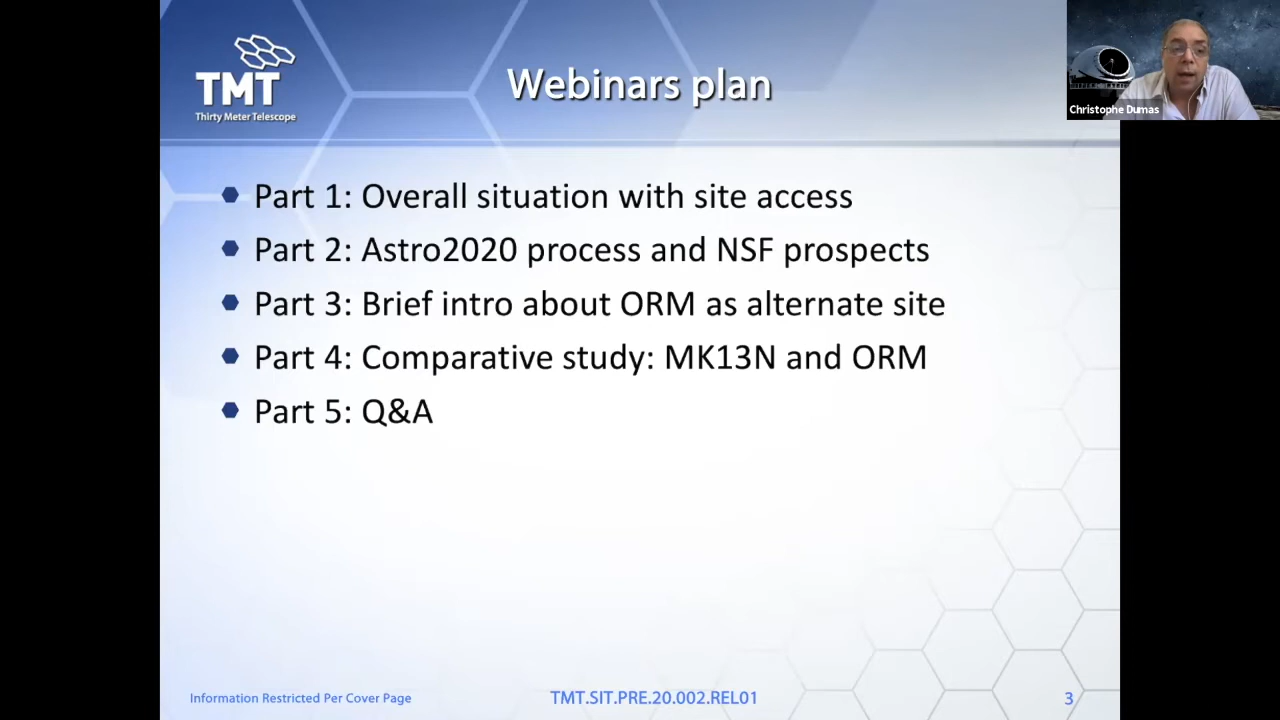 TMT
Thirty Meter Telescope
Webinars plan
Christophe Dumas
Part 1: Overall situation with site access
Part 2: Astro2020 process and NSF prospects
Part 3: Brief intro about ORM as alternate site
Part 4: Comparative study: MK13N and ORM
Part 5: Q&A
Information Restricted Per Cover Page
TMT.SIT.PRE.20.002.REL01
3